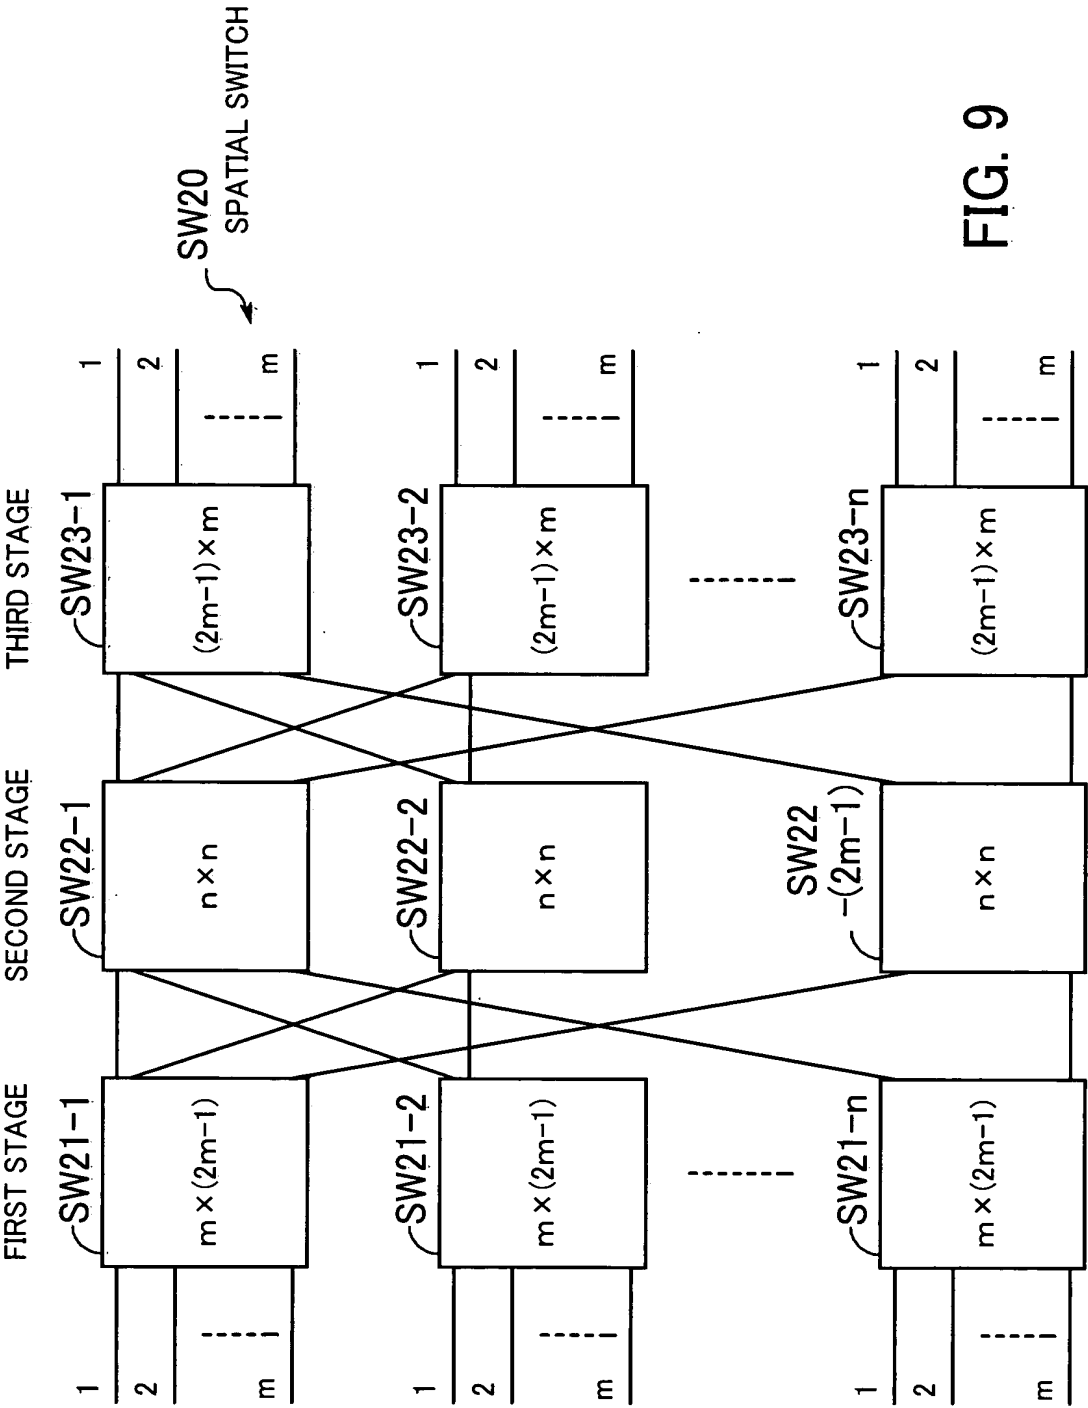 SW20
SPATIAL SWITCH
FIRST STAGE
SECOND STAGE
THIRD STAGE
1
2
m
SW21-1
m×(2m-1)
SW22-1
n×n
SW23-1
(2m-1)×m
1
2
m
1
2
m
SW21-2
m×(2m-1)
SW22-2
n×n
SW23-2
(2m-1)×m
1
2
m
1
2
m
SW21-n
m×(2m-1)
SW22
-(2m-1)
n×n
SW23-n
(2m-1)×m
1
2
m
FIG. 9